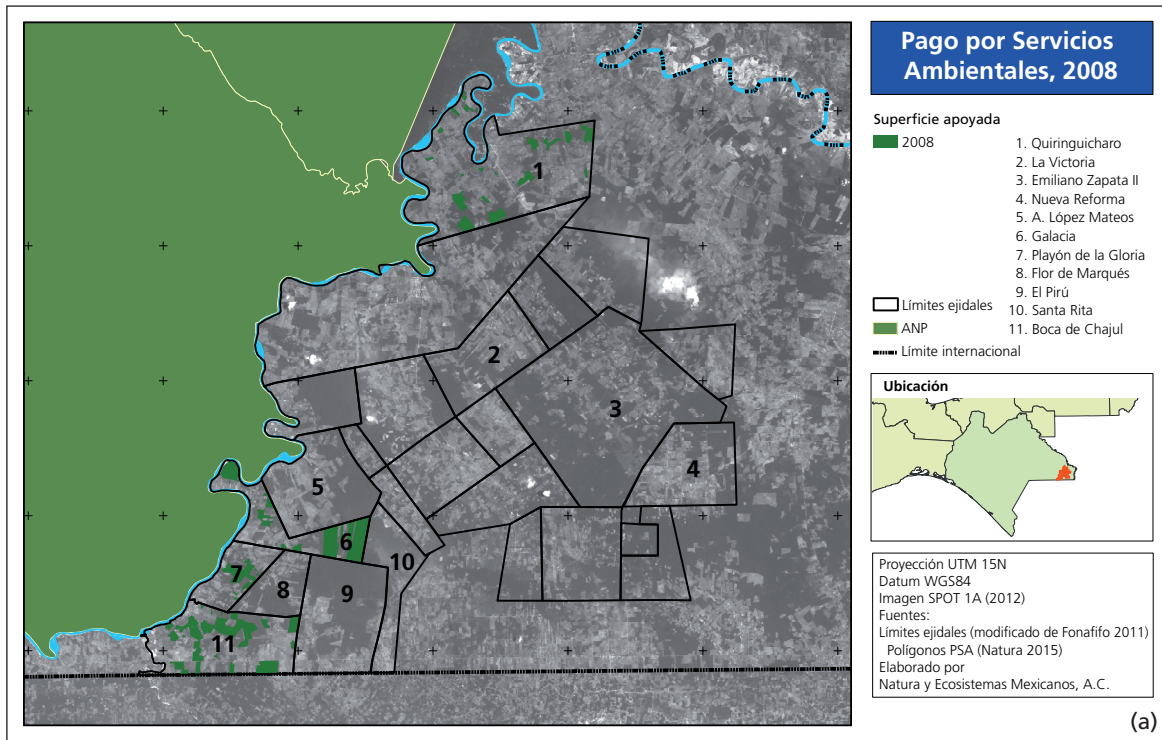 Pago por Servicios
Ambientales, 2008
Superficie apoyada
2008
1. Quiringuicharo
2. La Victoria
3. Emiliano Zapata II
4. Nueva Reforma
5. A. López Mateos
6. Galacia
7. Playón de la Gloria
8. Flor de Marqués
9. El Pirú
10. Santa Rita
11. Boca de Chajul
Límites ejidales
ANP
Límite internacional
Ubicación
Proyección UTM 15N
Datum WGS84
Imagen SPOT 1A (2012)
Fuentes:
Límites ejidales (modificado de Fonafifo 2011)
Polígonos PSA (Natura 2015)
Elaborado por
Natura y Ecosistemas Mexicanos, A.C.
(a)
1
2
3
4
5
6
10
7
8
9
11